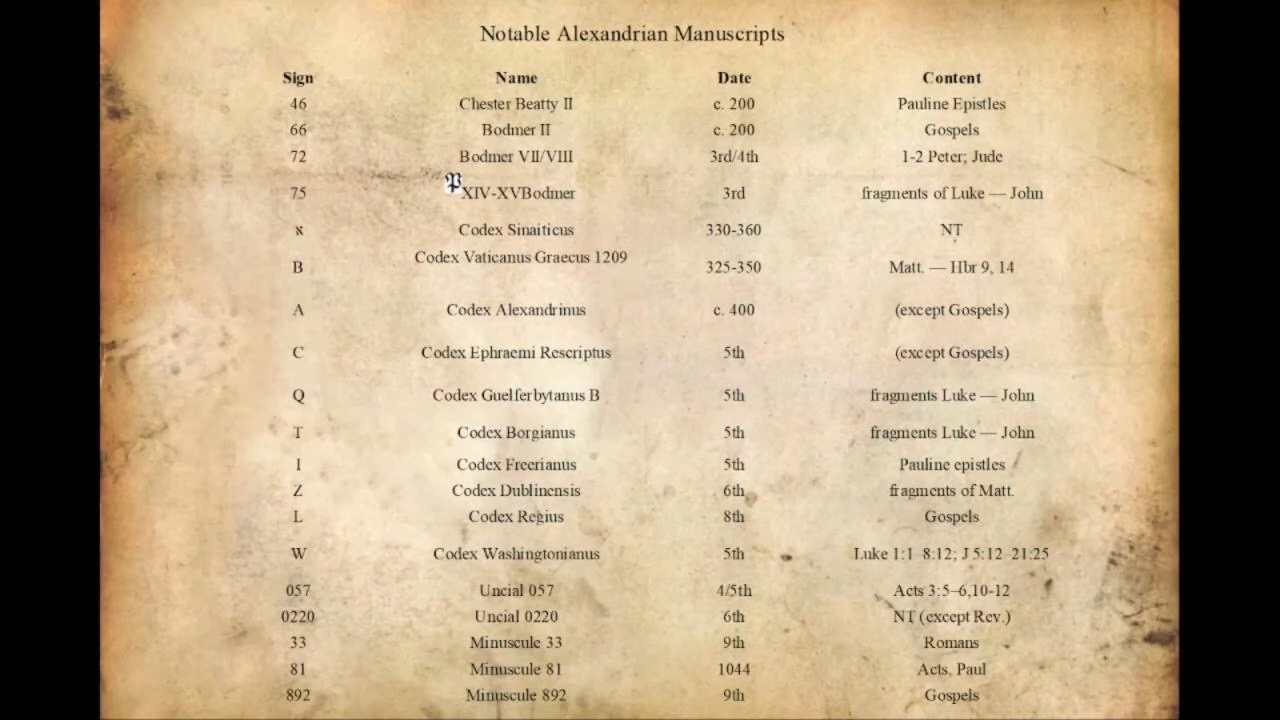 Notable Alexandrian Manuscripts
Sign Name Date Content
46 Chester Beatty II c. 200 Pauline Epistles
66 Bodmer II c. 200 Gospels
72 Bodmer VII/VIII 3rd/4th 1-2 Peter; Jude
75 𝔓XIV-XVBodmer 3rd fragments of Luke — John
א Codex Sinaiticus 330-360 NT
B Codex Vaticanus Graecus 1209 325-350 Matt. — Hbr 9, 14
A Codex Alexandrinus c. 400 (except Gospels)
C Codex Ephraemi Rescriptus 5th (except Gospels)
Q Codex Guelferbytanus B 5th fragments Luke — John
T Codex Borgianus 5th fragments Luke — John
I Codex Freerianus 5th Pauline epistles
Z Codex Dublinensis 6th fragments of Matt.
L Codex Regius 8th Gospels
W Codex Washingtonianus 5th Luke 1:1–8:12; J 5:12–21:25
057 Uncial 057 4/5th Acts 3:5–6,10-12
0220 Uncial 0220 6th NT (except Rev.)
33 Minuscule 33 9th Romans
81 Minuscule 81 1044 Acts, Paul
892 Minuscule 892 9th Gospels